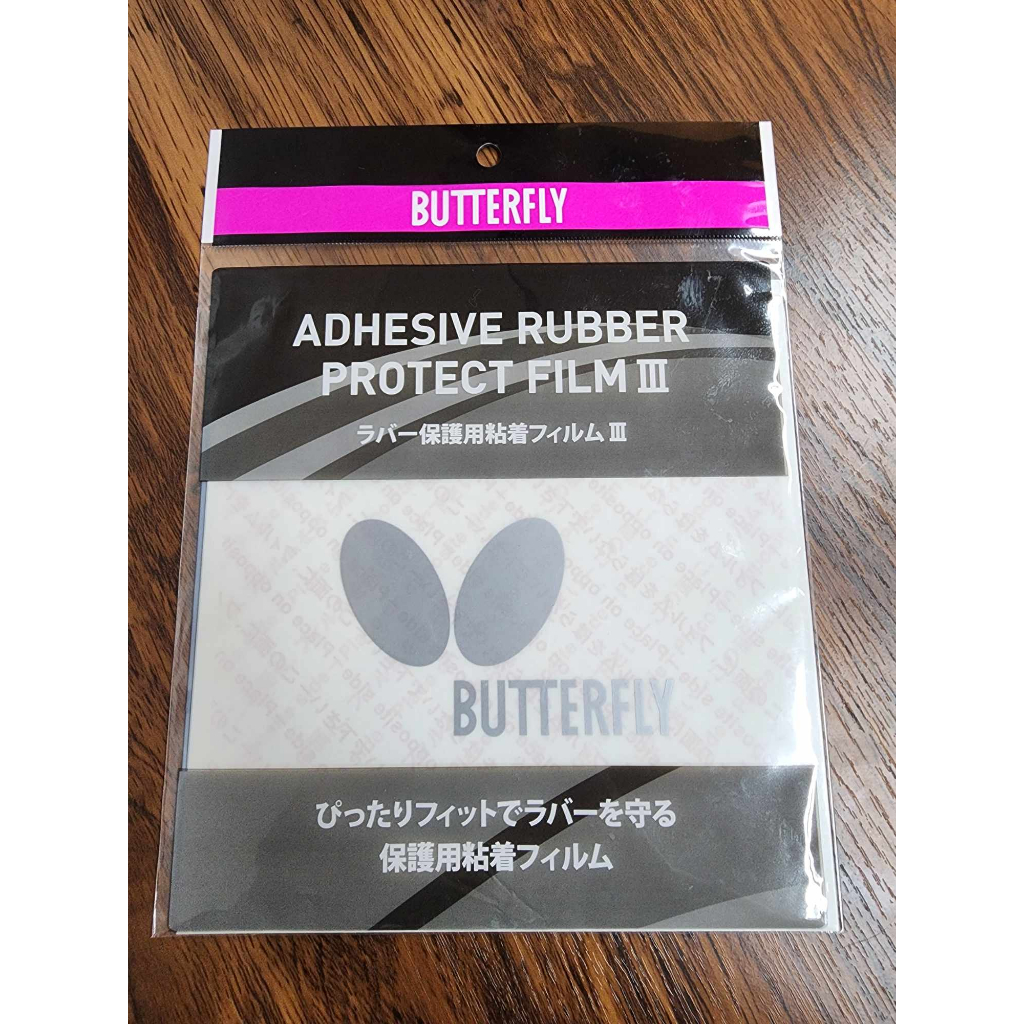 BUTTERFLY
ADHESIVE RUBBER
PROTECT FILM III
ラバー保護用粘着フィルム III
BUTTERFLY
ぴったりフィットでラバーを守る
保護用粘着フィルム